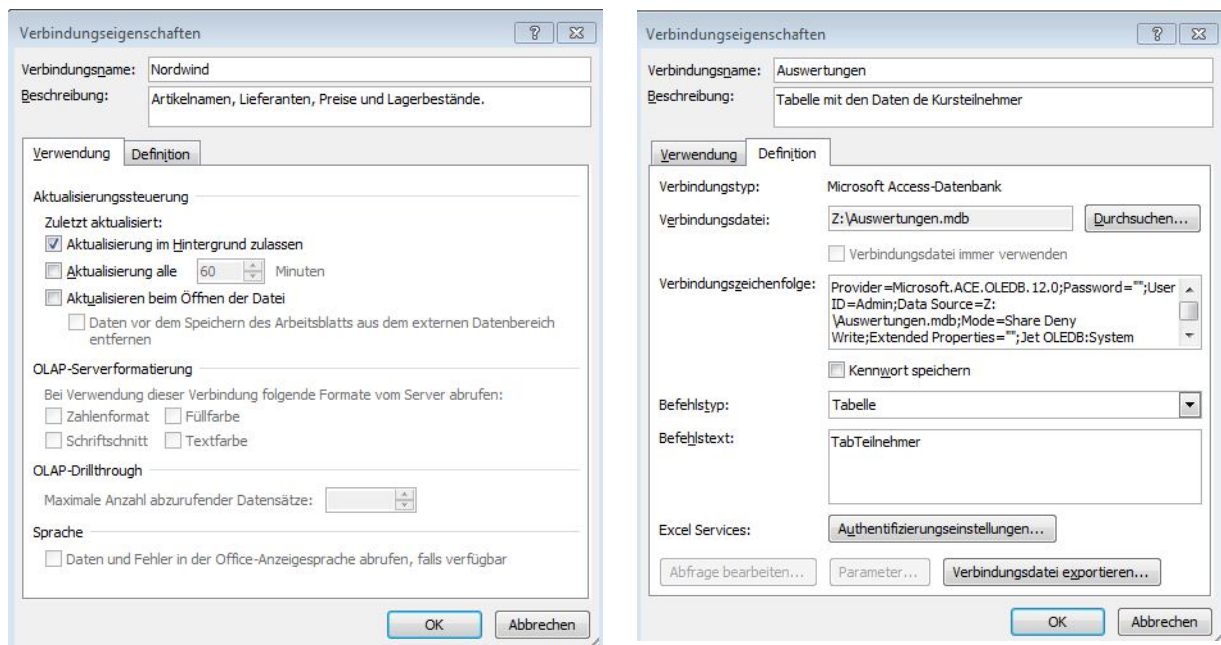 Verbindungseigenschaften
Verbindungsname: Nordwind
Beschreibung: Artikelnamen, Lieferanten, Preise und Lagerbestände.
Verwendung Definition
Aktualisierungssteuerung
Zuletzt aktualisiert:
Aktualisierung im Hintergrund zulassen
Aktualisierung alle 60 Minuten
Aktualisieren beim Öffnen der Datei
Daten vor dem Speichern des Arbeitsblatts aus dem externen Datenbereich
entfernen
OLAP-Serverformatierung
Bei Verwendung dieser Verbindung folgende Formate vom Server abrufen:
Zahlenformat Füllfarbe
Schriftschnitt Textfarbe
OLAP-Drillthrough
Maximale Anzahl abzurufender Datensätze:
Sprache
Daten und Fehler in der Office-Anzeigesprache abrufen, falls verfügbar
OK Abbrechen
Verbindungseigenschaften
Verbindungsname: Auswertungen
Beschreibung: Tabelle mit den Daten de Kursteilnehmer
Verwendung Definition
Verbindungstyp: Microsoft Access-Datenbank
Verbindungsdatei: Z:\Auswertungen.mdb Durchsuchen...
Verbindungsdatei immer verwenden
Verbindungszeichenfolge: Provider=Microsoft.ACE.OLEDB.12.0;Password="";User
ID=Admin;Data Source=Z:
\Auswertungen.mdb;Mode=Share Deny
Write;Extended Properties="";Jet OLEDB:System
Kennwort speichern
Befehlstyp: Tabelle
Befehlstext: TabTeilnehmer
Excel Services: Authentifizierungseinstellungen...
Abfrage bearbeiten... Parameter... Verbindungsdatei exportieren...
OK Abbrechen